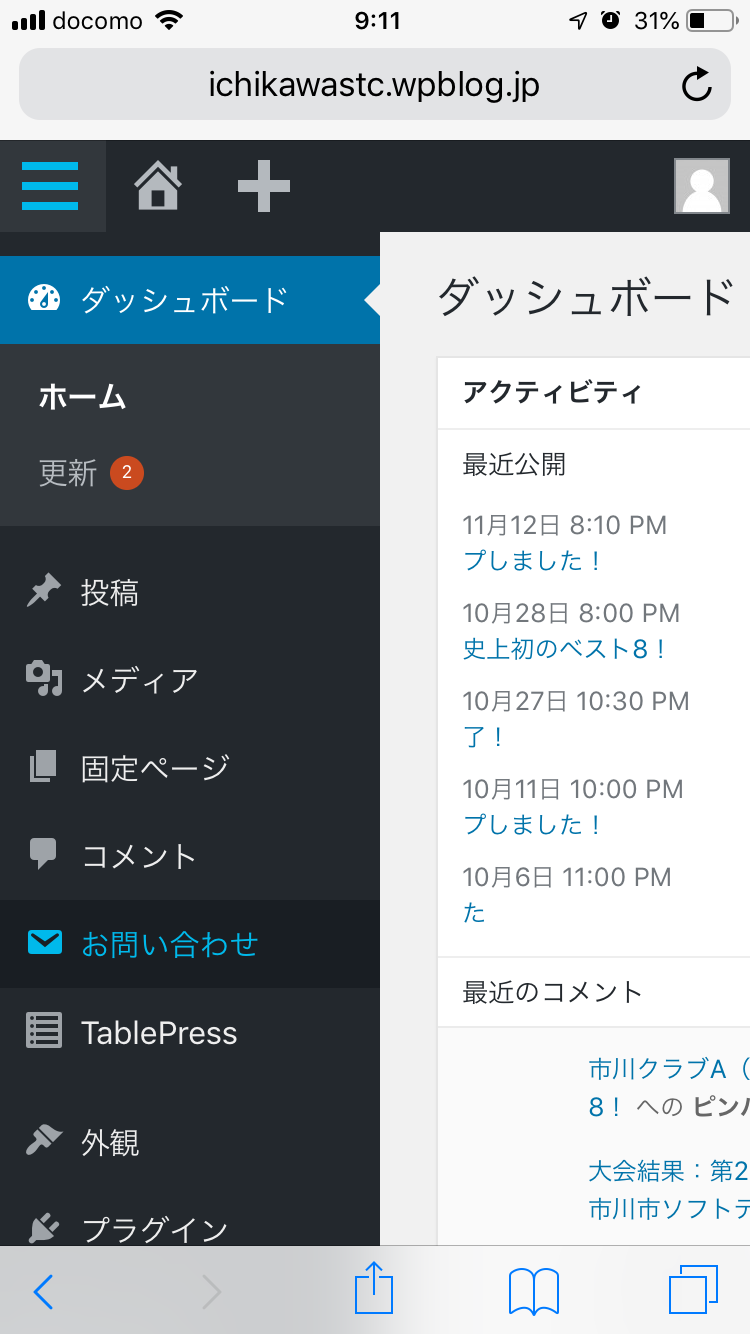 docomo 9:11 31%
ichikawastc.wpblog.jp
ダッシュボード
ホーム
更新 2
投稿
メディア
固定ページ
コメント
お問い合わせ
TablePress
外観
プラグイン
ダッシュボード
アクティビティ
最近公開
11月12日 8:10 PM
プしました！
10月28日 8:00 PM
史上初のベスト8！
10月27日 10:30 PM
了！
10月11日 10:00 PM
プしました！
10月6日 11:00 PM
た
最近のコメント
市川クラブA（
8！ への ピン
大会結果：第2
市川市ソフトテ